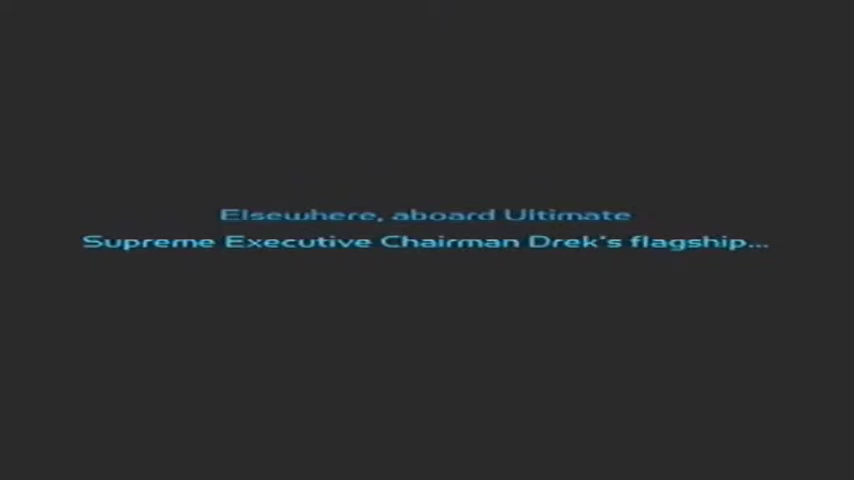 Elsewhere, aboard Ultimate
Supreme Executive Chairman Drek's flagship...